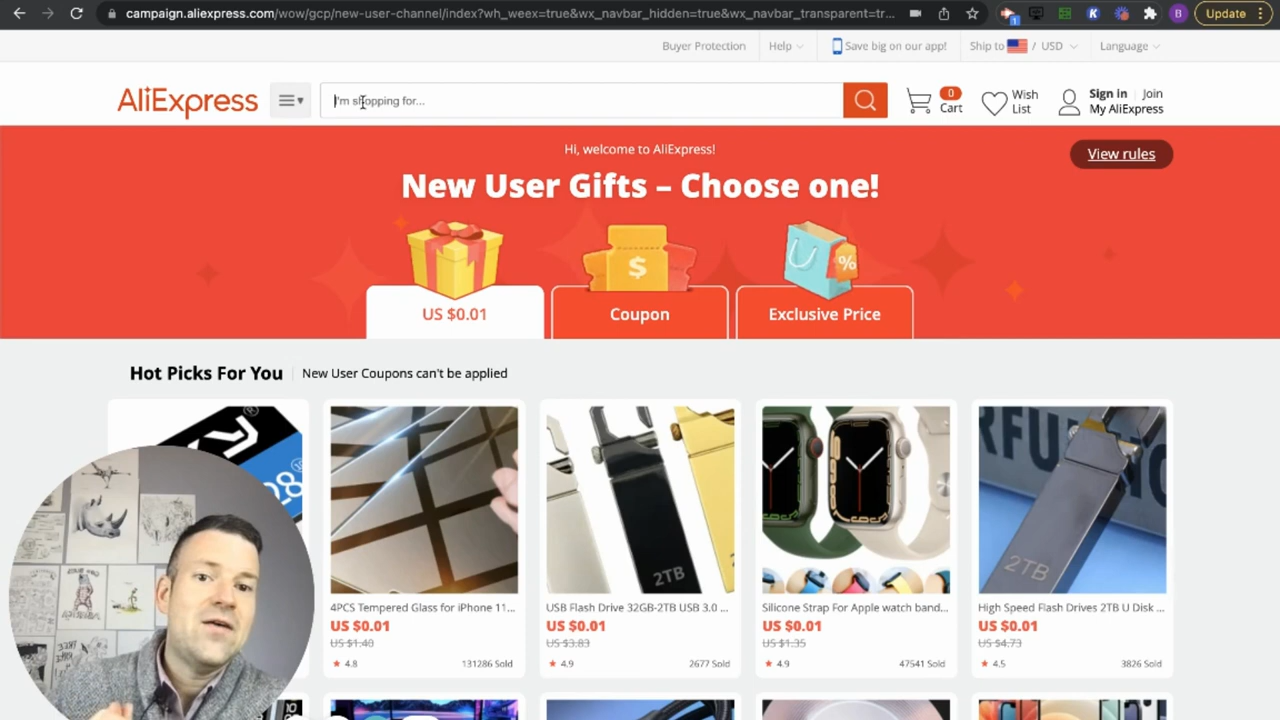 campaign.aliexpress.com/wow/gcp/new-user-channel/index?wh_weex=true&wx_navbar_hidden=true&wx_navbar_transparent=tr...
1
K
B
Update
Buyer Protection
Help
Save big on our app!
Ship to / USD
Language
AliExpress
I'm shopping for...
0
Cart
Wish
List
Sign in
Join
My AliExpress
Hi, welcome to AliExpress!
View rules
New User Gifts – Choose one!
$
%
US $0.01
Coupon
Exclusive Price
Hot Picks For You
New User Coupons can't be applied
2TB
2TB
4PCS Tempered Glass for iPhone 11...
US $0.01
US $1.40
4.8
131286 Sold
USB Flash Drive 32GB-2TB USB 3.0 ...
US $0.01
US $3.83
4.9
2677 Sold
Silicone Strap For Apple watch band...
US $0.01
US $1.35
4.9
47541 Sold
High Speed Flash Drives 2TB U Disk ...
US $0.01
US $4.73
4.5
3826 Sold